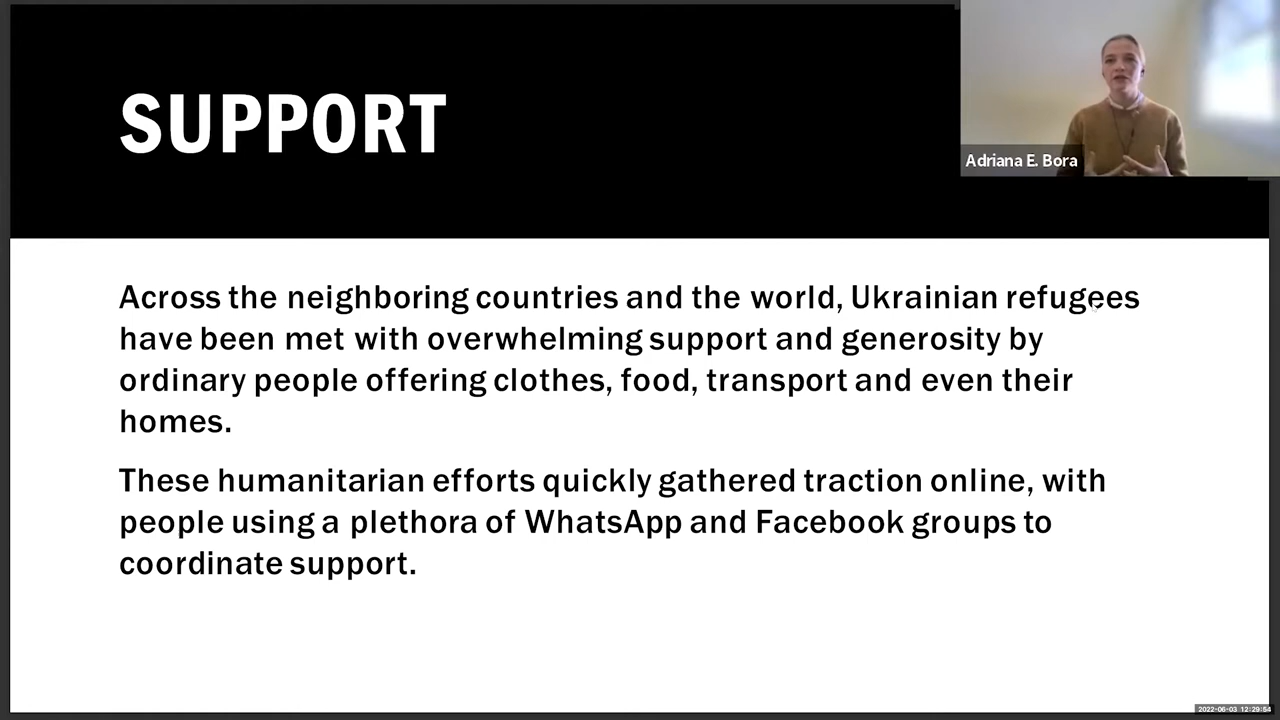 SUPPORT
Adriana E. Bora
Across the neighboring countries and the world, Ukrainian refugees
have been met with overwhelming support and generosity by
ordinary people offering clothes, food, transport and even their
homes.
These humanitarian efforts quickly gathered traction online, with
people using a plethora of WhatsApp and Facebook groups to
coordinate support.
2022-06-03 12:29:54